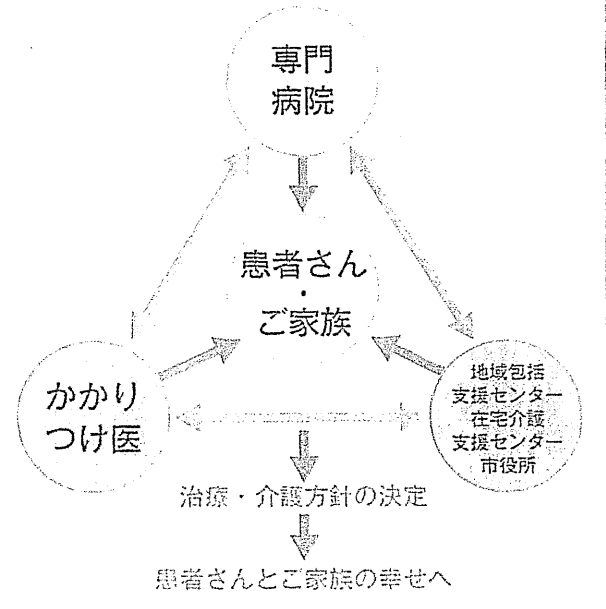 専門
病院
患者さん
・
ご家族
かかり
つけ医
地域包括
支援センター
在宅介護
支援センター
市役所
治療・介護方針の決定
患者さんとご家族の幸せへ